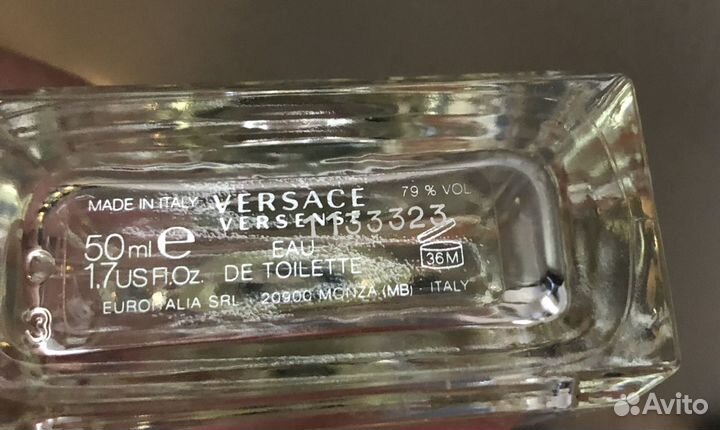 MADE IN ITALY VERSACE 79 % VOL
VERSENSE
50ml e EAU
1.7US Fl.Oz. DE TOILETTE 36M
EUROITALIA SRL · 20900 MONZA (MB) · ITALY
3
Avito